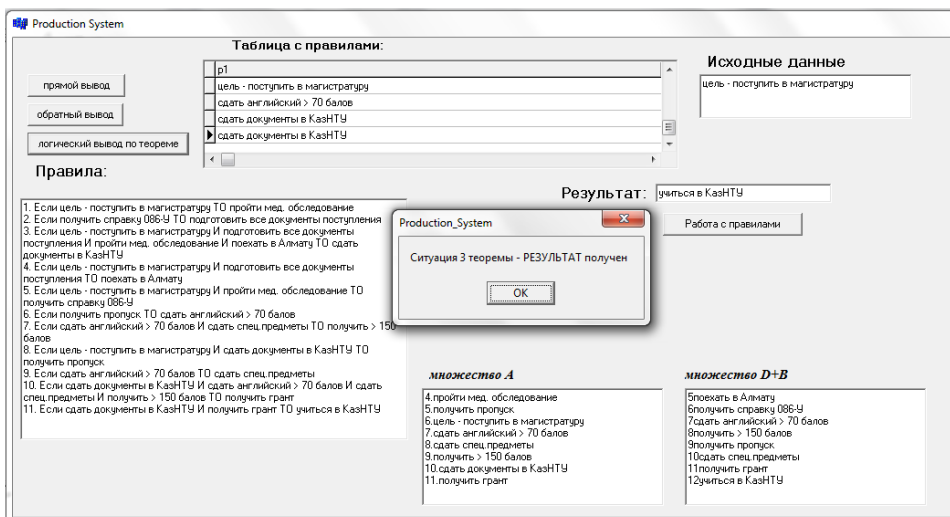 Production System
Таблица с правилами:
p1
цель - поступить в магистратуру
сдать английский > 70 балов
сдать документы в КазНТУ
сдать документы в КазНТУ
прямой вывод
обратный вывод
логический вывод по теореме
Исходные данные
цель - поступить в магистратуру
Правила:
1. Если цель - поступить в магистратуру ТО пройти мед. обследование
2. Если получить справку 086-У ТО подготовить все документы поступления
3. Если цель - поступить в магистратуру И подготовить все документы
поступления И пройти мед. обследование И поехать в Алмату ТО сдать
документы в КазНТУ
4. Если цель - поступить в магистратуру И подготовить все документы
поступления ТО поехать в Алмату
5. Если цель - поступить в магистратуру И пройти мед. обследование ТО
получить справку 086-У
6. Если получить пропуск ТО сдать английский > 70 балов
7. Если сдать английский > 70 балов И сдать спец.предметы ТО получить > 150
балов
8. Если цель - поступить в магистратуру И сдать документы в КазНТУ ТО
получить пропуск
9. Если сдать английский > 70 балов ТО сдать спец.предметы
10. Если сдать документы в КазНТУ И сдать английский > 70 балов И сдать
спец.предметы И получить > 150 балов ТО получить грант
11. Если сдать документы в КазНТУ И получить грант ТО учиться в КазНТУ
Результат:
учиться в КазНТУ
Работа с правилами
Production_System
Ситуация 3 теоремы - РЕЗУЛЬТАТ получен
OK
множество A
4.пройти мед. обследование
5.получить пропуск
6.цель - поступить в магистратуру
7.сдать английский > 70 балов
8.сдать спец.предметы
9.получить > 150 балов
10.сдать документы в КазНТУ
11.получить грант
множество D+B
5поехать в Алмату
6получить справку 086-У
7сдать английский > 70 балов
8получить > 150 балов
9получить пропуск
10сдать спец.предметы
11получить грант
12учиться в КазНТУ